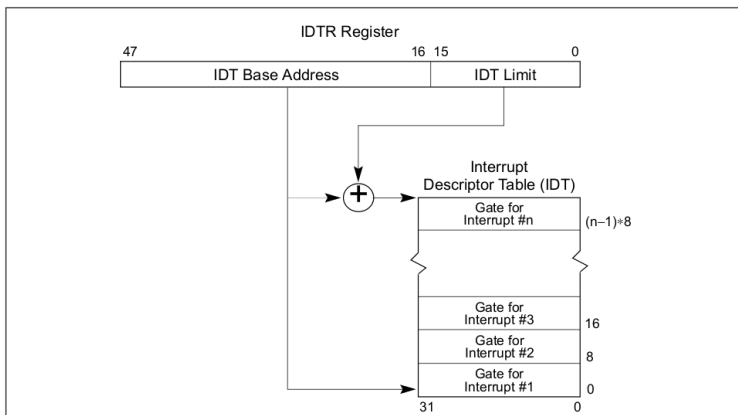 IDTR Register
47 16 15 0
IDT Base Address IDT Limit
+
Interrupt
Descriptor Table (IDT)
Gate for
Interrupt #n
(n–1)∗8
Gate for
Interrupt #3
16
Gate for
Interrupt #2
8
Gate for
Interrupt #1
0
31 0